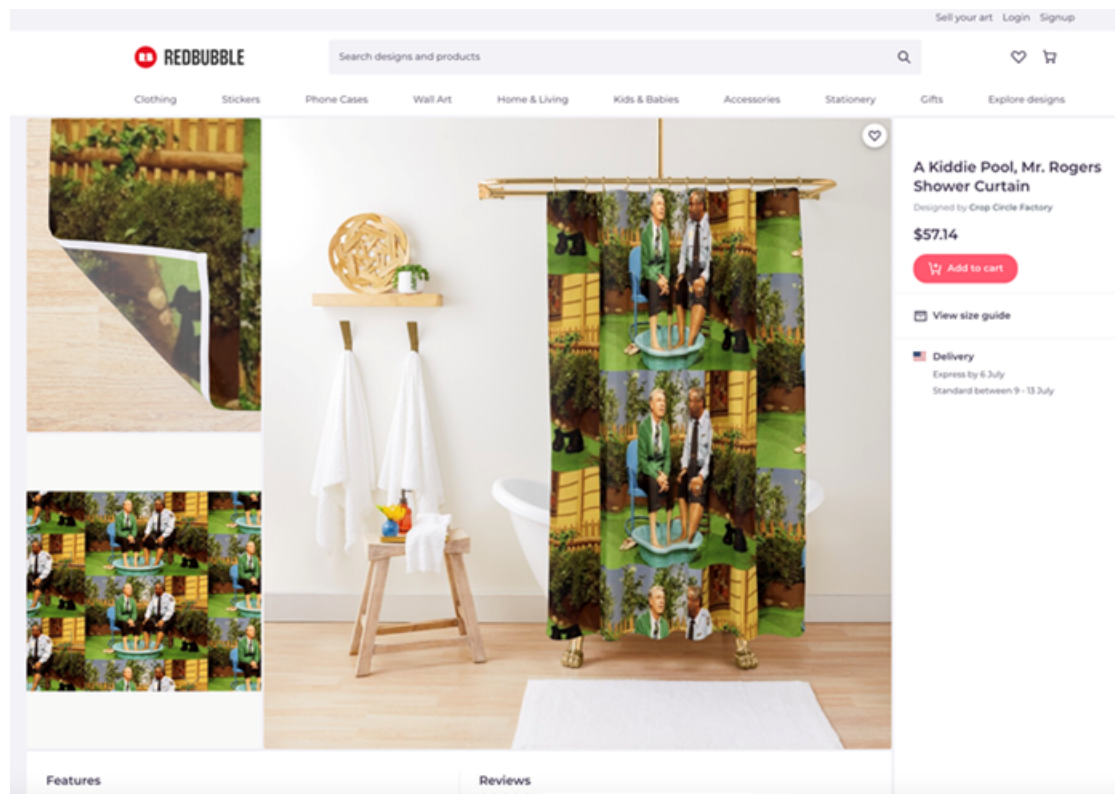 Sell your art Login Signup
REDBUBBLE
Search designs and products
Clothing Stickers Phone Cases Wall Art Home & Living Kids & Babies Accessories Stationery Gifts Explore designs
A Kiddie Pool, Mr. Rogers
Shower Curtain
Designed by Crop Circle Factory
$57.14
Add to cart
View size guide
Delivery
Express by 6 July
Standard between 9 - 13 July
Features
Reviews